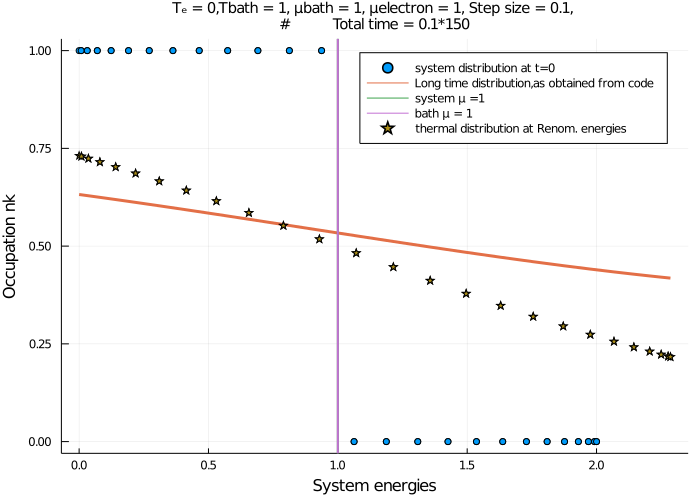 Tₑ = 0,Tbath = 1, μbath = 1, μelectron = 1, Step size = 0.1,
# Total time = 0.1*150
1.00
0.75
0.50
0.25
0.00
Occupation nk
system distribution at t=0
Long time distribution,as obtained from code
system μ =1
bath μ = 1
thermal distribution at Renom. energies
0.0 0.5 1.0 1.5 2.0
System energies